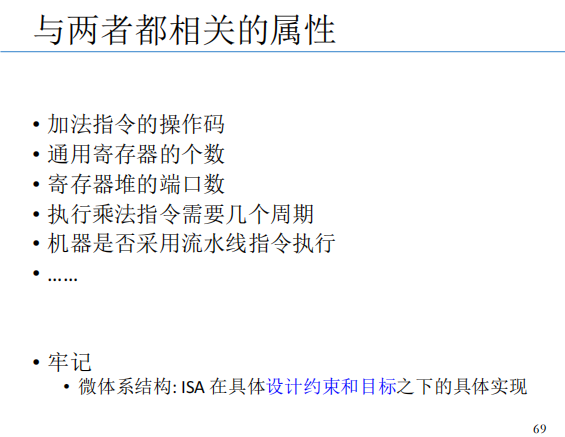 与两者都相关的属性
• 加法指令的操作码
• 通用寄存器的个数
• 寄存器堆的端口数
• 执行乘法指令需要几个周期
• 机器是否采用流水线指令执行
• ……
• 牢记
• 微体系结构: ISA 在具体设计约束和目标之下的具体实现
69